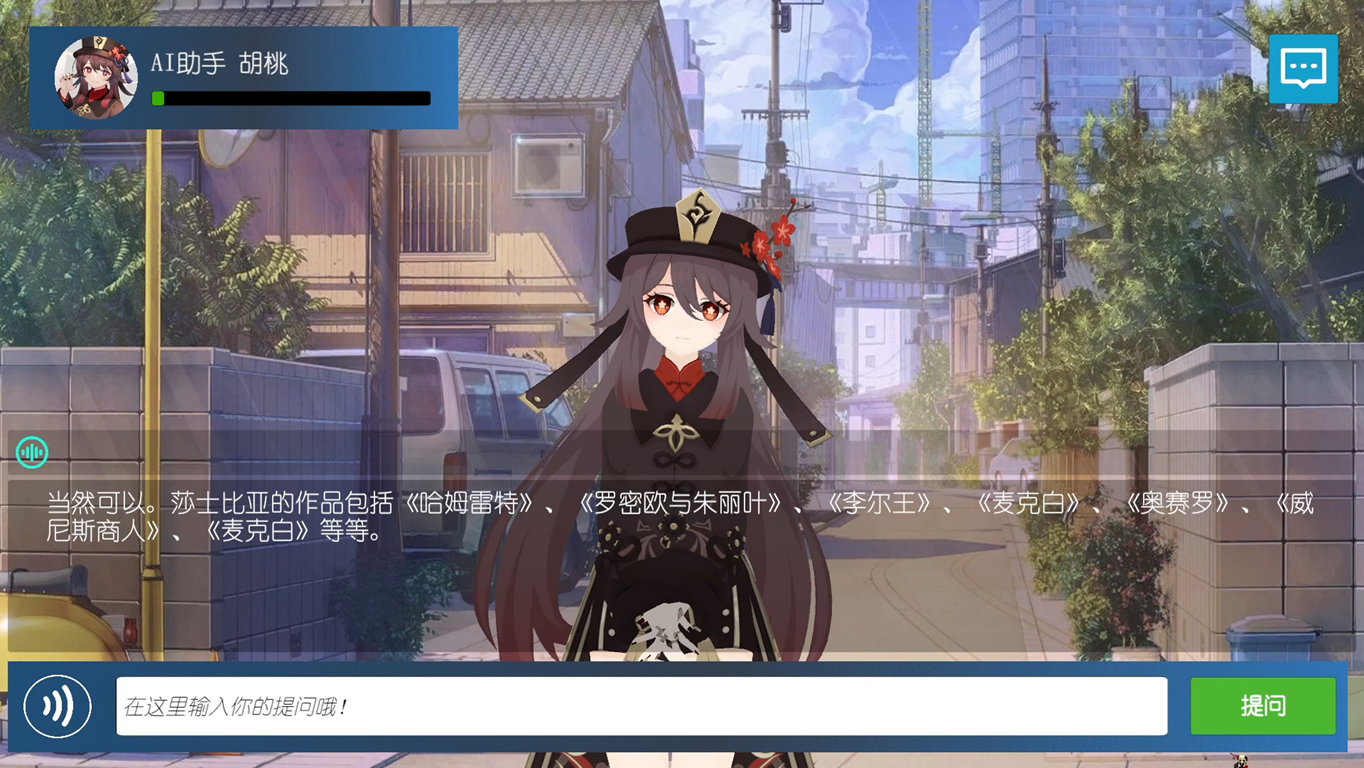 AI助手 胡桃
当然可以。莎士比亚的作品包括《哈姆雷特》、《罗密欧与朱丽叶》、《李尔王》、《麦克白》、《奥赛罗》、《威
尼斯商人》、《麦克白》等等。
在这里输入你的提问哦!
提问